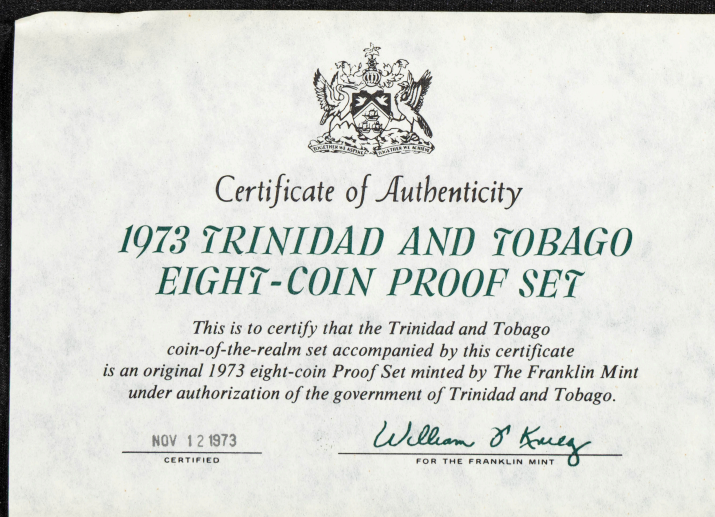 TOGETHER WE ASPIRE TOGETHER WE ACHIEVE
Certificate of Authenticity
1973 TRINIDAD AND TOBAGO
EIGHT-COIN PROOF SET
This is to certify that the Trinidad and Tobago
coin-of-the-realm set accompanied by this certificate
is an original 1973 eight-coin Proof Set minted by The Franklin Mint
under authorization of the government of Trinidad and Tobago.
NOV 12 1973
William
CERTIFIED
FOR THE FRANKLIN MINT